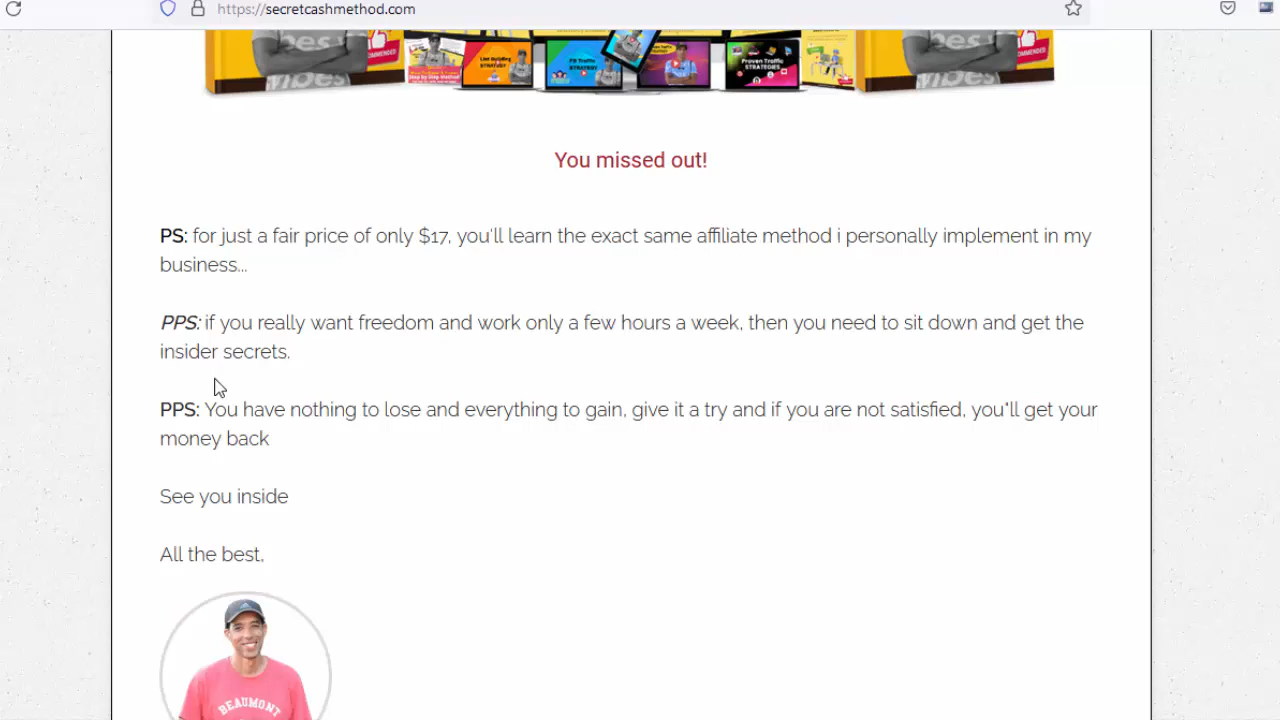 https://secretcashmethod.com
Proven Traffic
STRATEGIES
You missed out!
PS: for just a fair price of only $17, you'll learn the exact same affiliate method i personally implement in my
business...
PPS: if you really want freedom and work only a few hours a week, then you need to sit down and get the
insider secrets.
PPS: You have nothing to lose and everything to gain, give it a try and if you are not satisfied, you"ll get your
money back
See you inside
All the best,
BEAUMONT